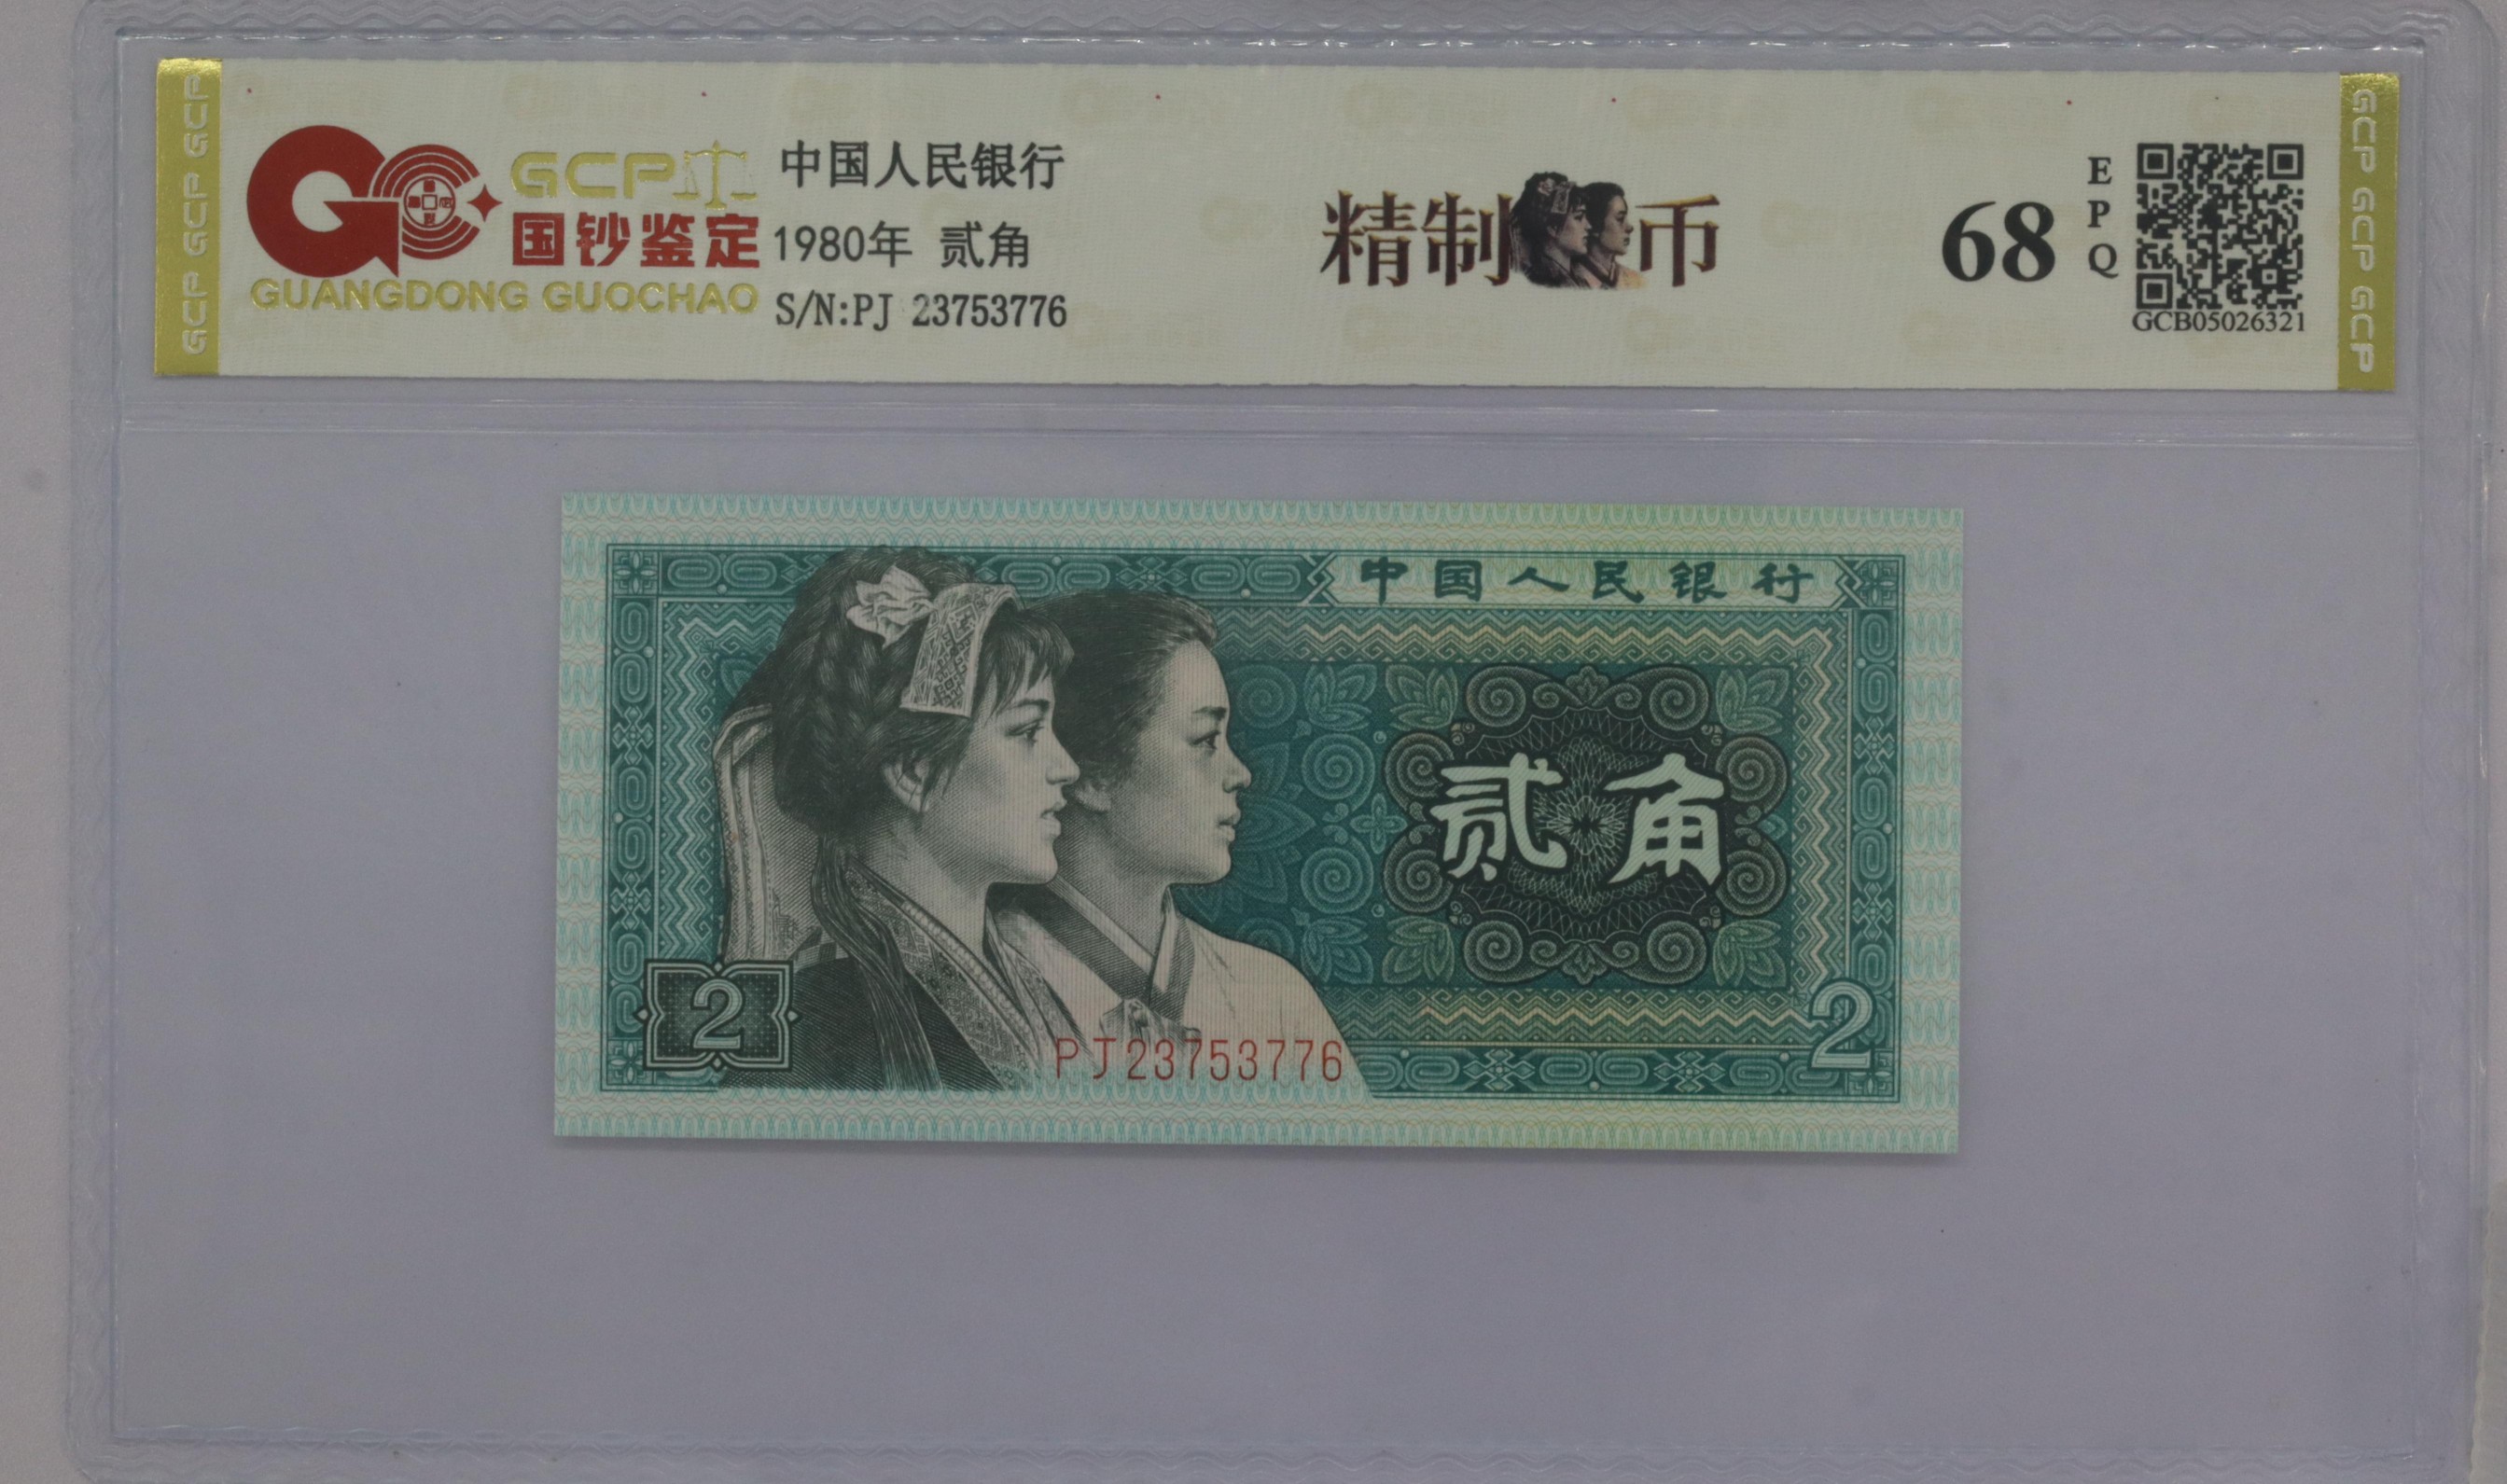 GCP GCP GCP
GCP
国钞鉴定
GUANGDONG GUOCHAO
中国人民银行
1980年 贰角
S/N:PJ 23753776
精制币
68
EPQ
GCB05026321
GCP GCP GCP
中国人民银行
贰角
2
2
PJ23753776